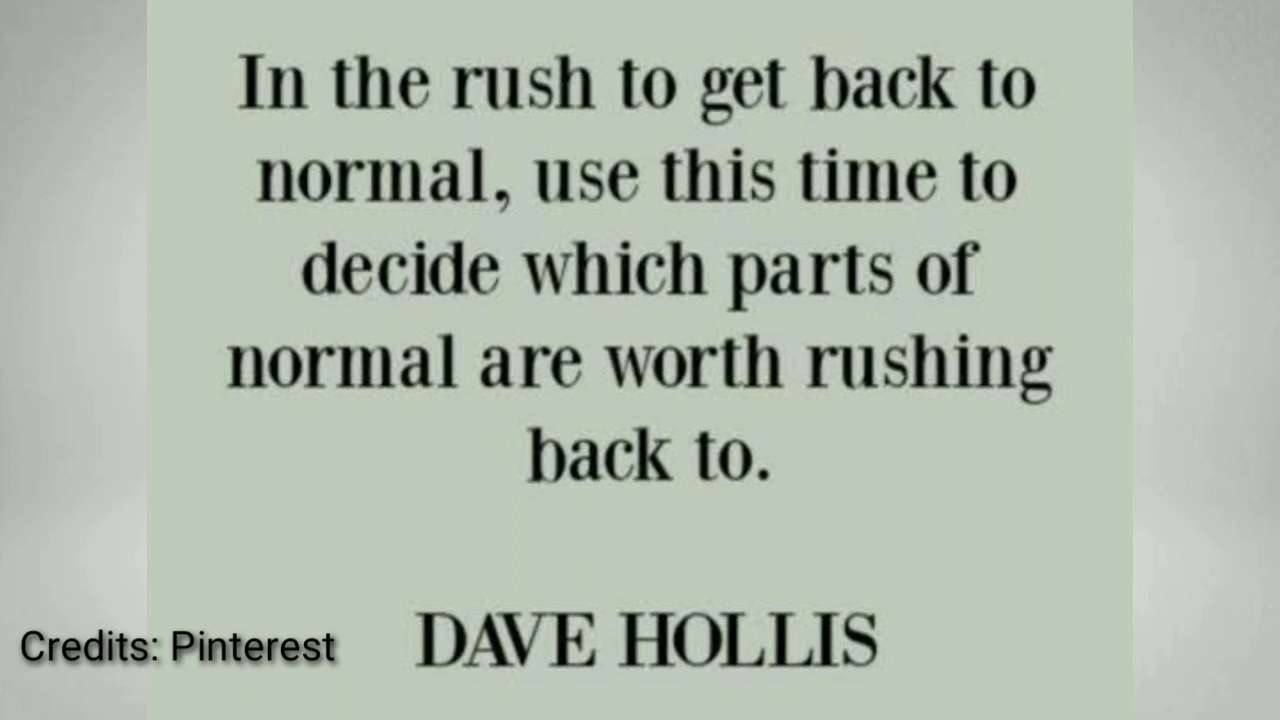 In the rush to get back to
normal, use this time to
decide which parts of
normal are worth rushing
back to.
DAVE HOLLIS
Credits: Pinterest